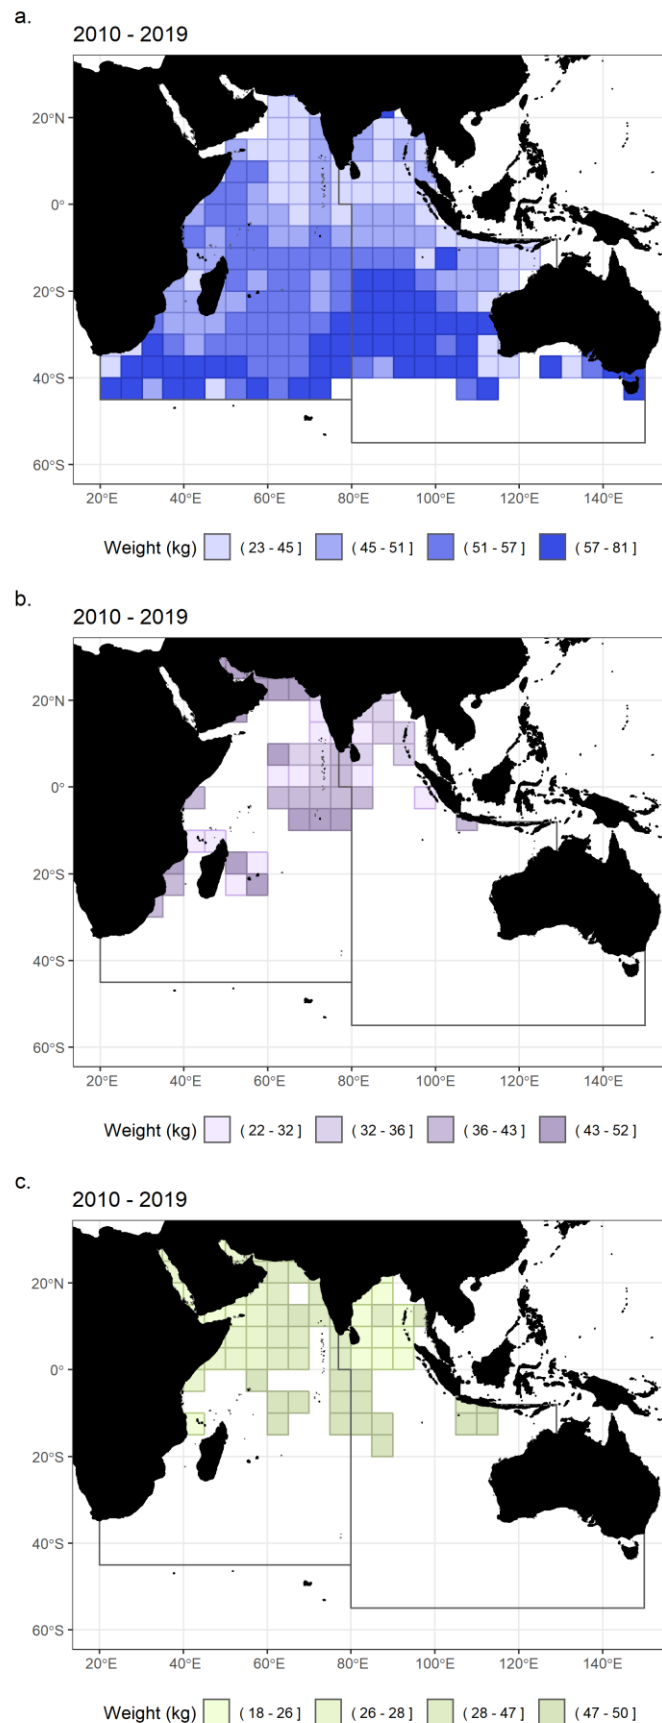 a.
2010 - 2019
20°N
0°
20°S
40°S
60°S
20°E 40°E 60°E 80°E 100°E 120°E 140°E
Weight (kg) ( 23 - 45 ] ( 45 - 51 ] ( 51 - 57 ] ( 57 - 81 ]
b.
2010 - 2019
20°N
0°
20°S
40°S
60°S
20°E 40°E 60°E 80°E 100°E 120°E 140°E
Weight (kg) ( 22 - 32 ] ( 32 - 36 ] ( 36 - 43 ] ( 43 - 52 ]
c.
2010 - 2019
20°N
0°
20°S
40°S
60°S
20°E 40°E 60°E 80°E 100°E 120°E 140°E
Weight (kg) ( 18 - 26 ] ( 26 - 28 ] ( 28 - 47 ] ( 47 - 50 ]